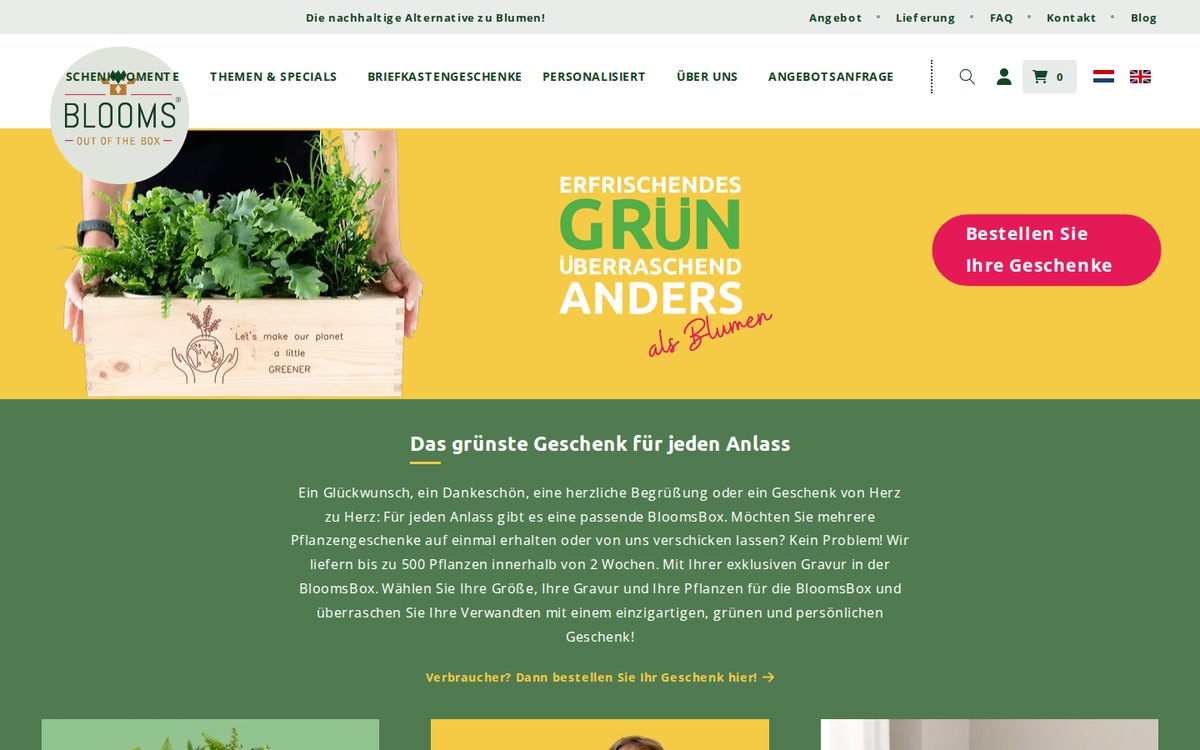 Die nachhaltige Alternative zu Blumen!
Angebot • Lieferung • FAQ • Kontakt • Blog
SCHENKMOMENTE THEMEN & SPECIALS BRIEFKASTENGESCHENKE PERSONALISIERT ÜBER UNS ANGEBOTSANFRAGE 0
BLOOMS®
OUT OF THE BOX
Let's make our planet
a little
GREENER
ERFRISCHENDES
GRÜN
ÜBERRASCHEND
ANDERS
als Blumen
Bestellen Sie
Ihre Geschenke
Das grünste Geschenk für jeden Anlass
Ein Glückwunsch, ein Dankeschön, eine herzliche Begrüßung oder ein Geschenk von Herz
zu Herz: Für jeden Anlass gibt es eine passende BloomsBox. Möchten Sie mehrere
Pflanzengeschenke auf einmal erhalten oder von uns verschicken lassen? Kein Problem! Wir
liefern bis zu 500 Pflanzen innerhalb von 2 Wochen. Mit Ihrer exklusiven Gravur in der
BloomsBox. Wählen Sie Ihre Größe, Ihre Gravur und Ihre Pflanzen für die BloomsBox und
überraschen Sie Ihre Verwandten mit einem einzigartigen, grünen und persönlichen
Geschenk!
Verbraucher? Dann bestellen Sie Ihr Geschenk hier! →